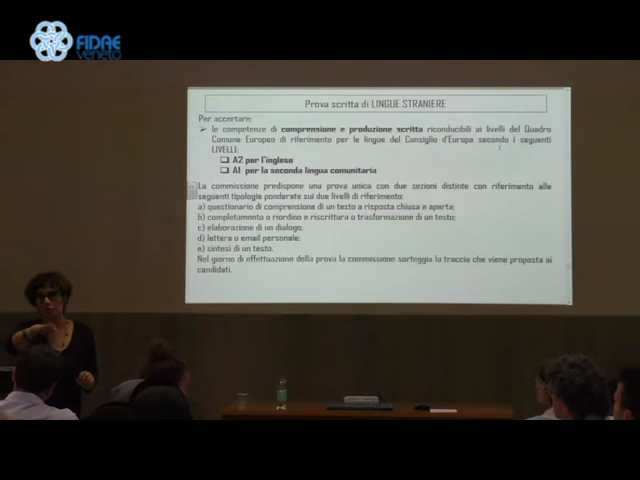 FIDAE
veneto
Prova scritta di LINGUE STRANIERE
Per accertare:
➢ le competenze di comprensione e produzione scritta riconducibili ai livelli del Quadro
Comune Europeo di riferimento per le lingue del Consiglio d'Europa secondo i seguenti
LIVELLI:
❑ A2 per l'inglese
❑ A1 per la seconda lingua comunitaria
La commissione predispone una prova unica con due sezioni distinte con riferimento alle
seguenti tipologie ponderate sui due livelli di riferimento:
a) questionario di comprensione di un testo a risposta chiusa e aperta;
b) completamento o riordino e riscrittura o trasformazione di un testo;
c) elaborazione di un dialogo;
d) lettera o email personale;
e) sintesi di un testo.
Nel giorno di effettuazione della prova la commissione sorteggia la traccia che viene proposta ai
candidati.